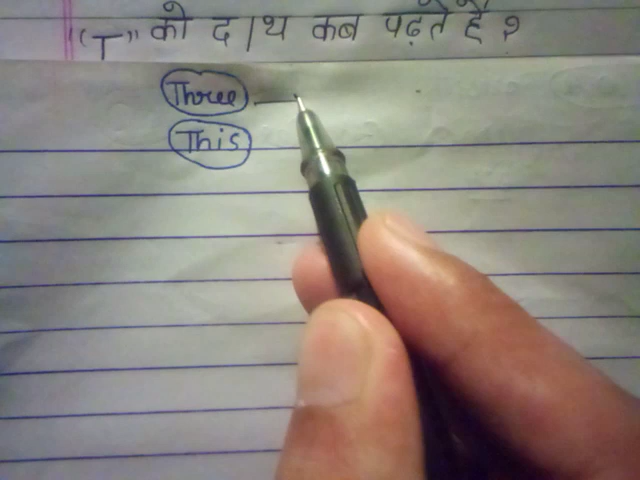 "T" को द/थ कब पढ़ते हैं ?
Three —
This